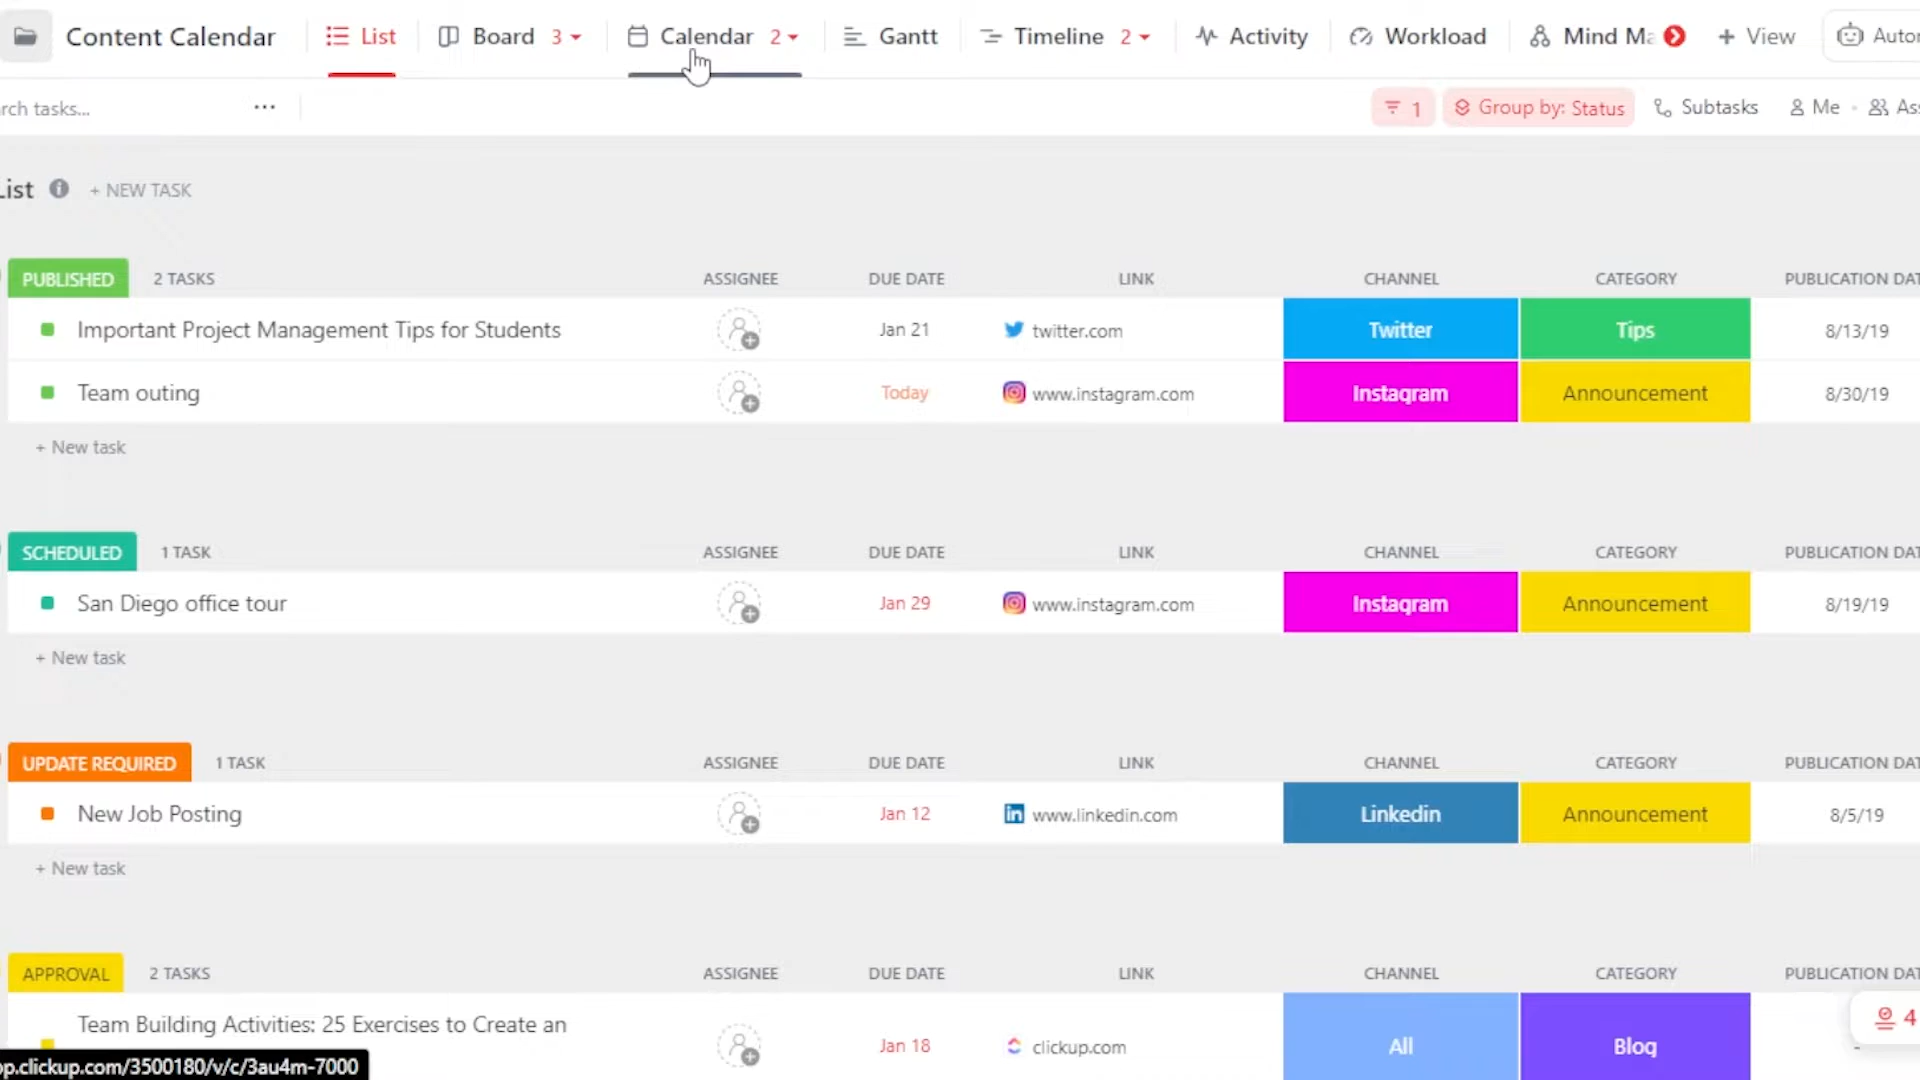 Content Calendar List Board 3 Calendar 2 Gantt Timeline 2 Activity Workload Mind Ma + View Autor
rch tasks... ... 1 Group by: Status Subtasks Me Ass
List + NEW TASK
PUBLISHED 2 TASKS ASSIGNEE DUE DATE LINK CHANNEL CATEGORY PUBLICATION DAT
Important Project Management Tips for Students Jan 21 twitter.com Twitter Tips 8/13/19
Team outing Today www.instagram.com Instagram Announcement 8/30/19
+ New task
SCHEDULED 1 TASK ASSIGNEE DUE DATE LINK CHANNEL CATEGORY PUBLICATION DAT
San Diego office tour Jan 29 www.instagram.com Instagram Announcement 8/19/19
+ New task
UPDATE REQUIRED 1 TASK ASSIGNEE DUE DATE LINK CHANNEL CATEGORY PUBLICATION DAT
New Job Posting Jan 12 www.linkedin.com Linkedin Announcement 8/5/19
+ New task
APPROVAL 2 TASKS ASSIGNEE DUE DATE LINK CHANNEL CATEGORY PUBLICATION DAT
Team Building Activities: 25 Exercises to Create an Jan 18 clickup.com All Blog -
4
pp.clickup.com/3500180/v/c/3au4m-7000